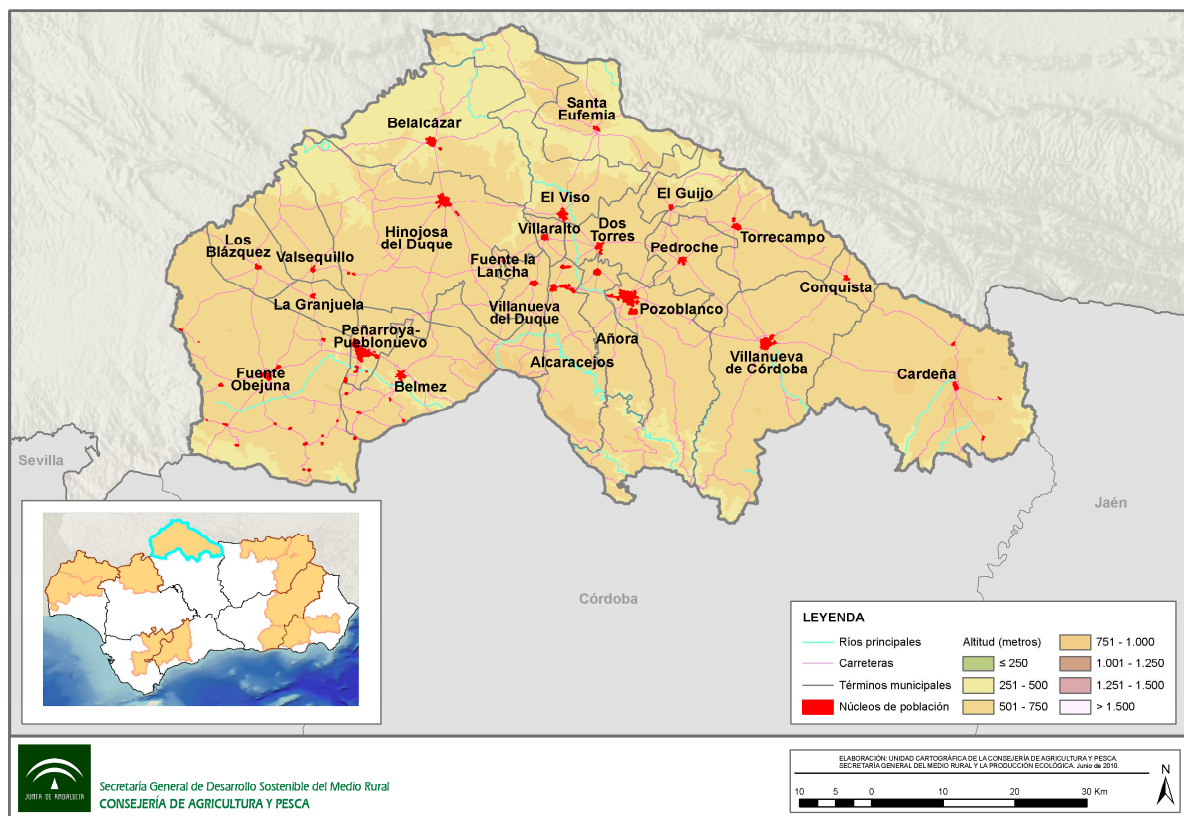 Santa
Eufemia
Belalcázar
El Viso
El Guijo
Hinojosa
del Duque
Villaralto
Dos
Torres
Torrecampo
Los
Blázquez
Valsequillo
Fuente la
Lancha
Pedroche
Conquista
La Granjuela
Villanueva
del Duque
Pozoblanco
Peñarroya-
Pueblonuevo
Añora
Alcaracejos
Villanueva
de Córdoba
Fuente
Obejuna
Belmez
Cardeña
Sevilla
Jaén
Córdoba
LEYENDA
Ríos principales
Carreteras
Términos municipales
Núcleos de población
Altitud (metros)
≤ 250
251 - 500
501 - 750
751 - 1.000
1.001 - 1.250
1.251 - 1.500
> 1.500
JUNTA DE ANDALUCIA
Secretaría General de Desarrollo Sostenible del Medio Rural
CONSEJERÍA DE AGRICULTURA Y PESCA
ELABORACIÓN: UNIDAD CARTOGRÁFICA DE LA CONSEJERÍA DE AGRICULTURA Y PESCA.
SECRETARÍA GENERAL DEL MEDIO RURAL Y LA PRODUCCIÓN ECOLÓGICA. Junio de 2010.
10 5 0 10 20 30 Km
N